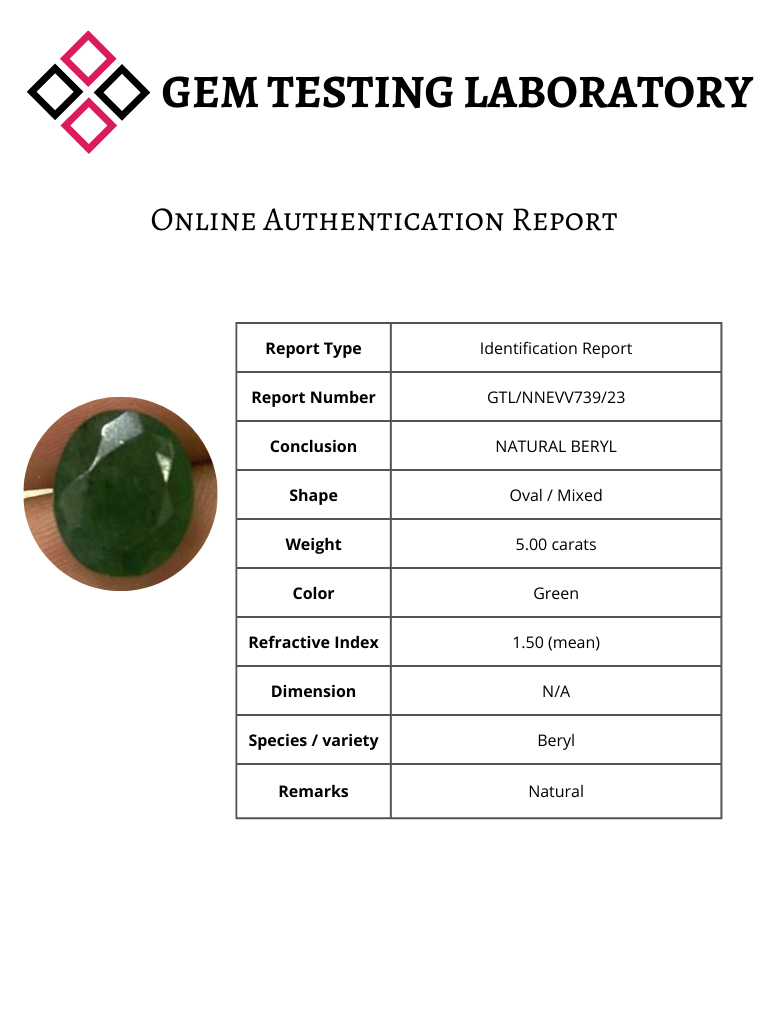 GEM TESTING LABORATORY
Online Authentication Report
Report Type Identification Report
Report Number GTL/NNEVV739/23
Conclusion NATURAL BERYL
Shape Oval / Mixed
Weight 5.00 carats
Color Green
Refractive Index 1.50 (mean)
Dimension N/A
Species / variety Beryl
Remarks Natural